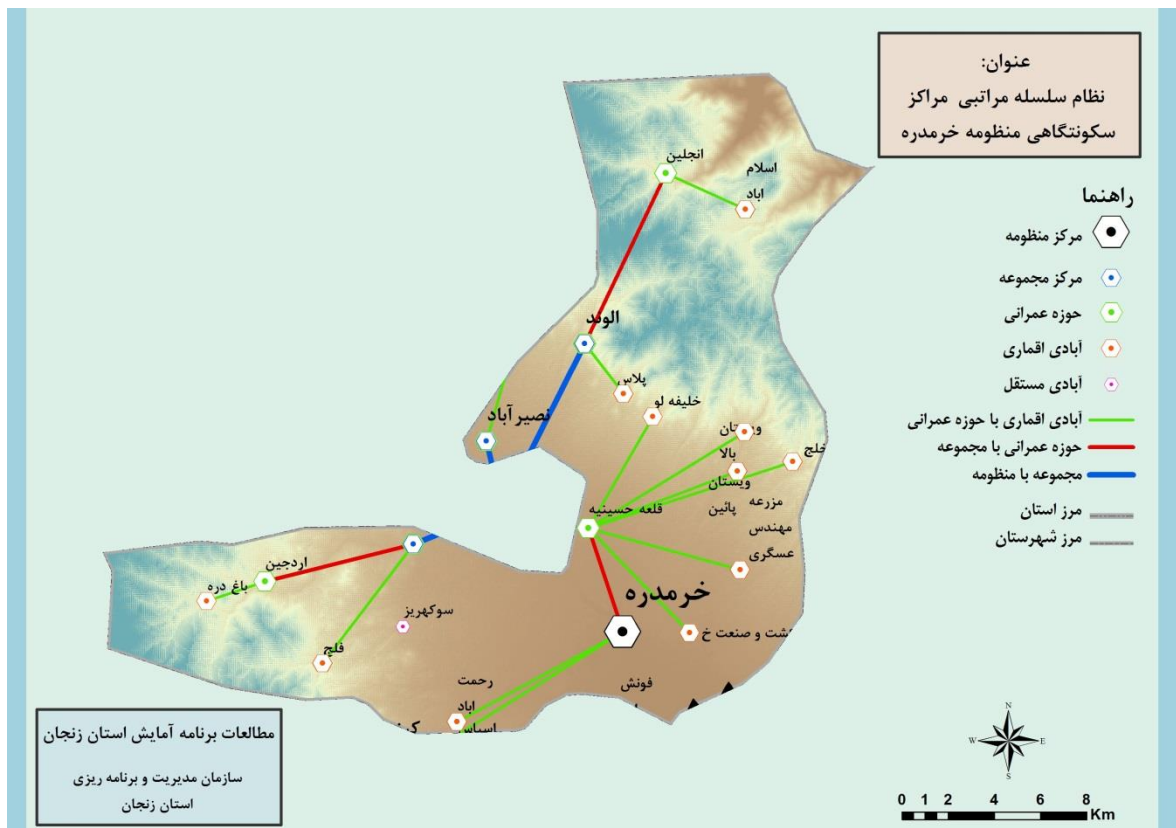 عنوان:
نظام سلسله مراتبی مراکز
سکونتگاهی منظومه خرمدره
راهنما
مرکز منظومه
مرکز مجموعه
حوزه عمرانی
آبادی اقماری
آبادی مستقل
آبادی اقماری با حوزه عمرانی
حوزه عمرانی با مجموعه
مجموعه با منظومه
مرز استان
مرز شهرستان
انجلین
اسلام
اباد
الوند
پلاس
خلیفه لو
نصیرآباد
بالا
خلج
ویستان
پائین
قلعه حسینیه
مزرعه
مهندس
عسگری
اردجین
باغ دره
سوکهریز
فلج
خرمدره
شت و صنعت خ
رحمت
اباد
فونش
مطالعات برنامه آمایش استان زنجان
سازمان مدیریت و برنامه ریزی
استان زنجان
N
W E
S
0 1 2 4 6 8
Km